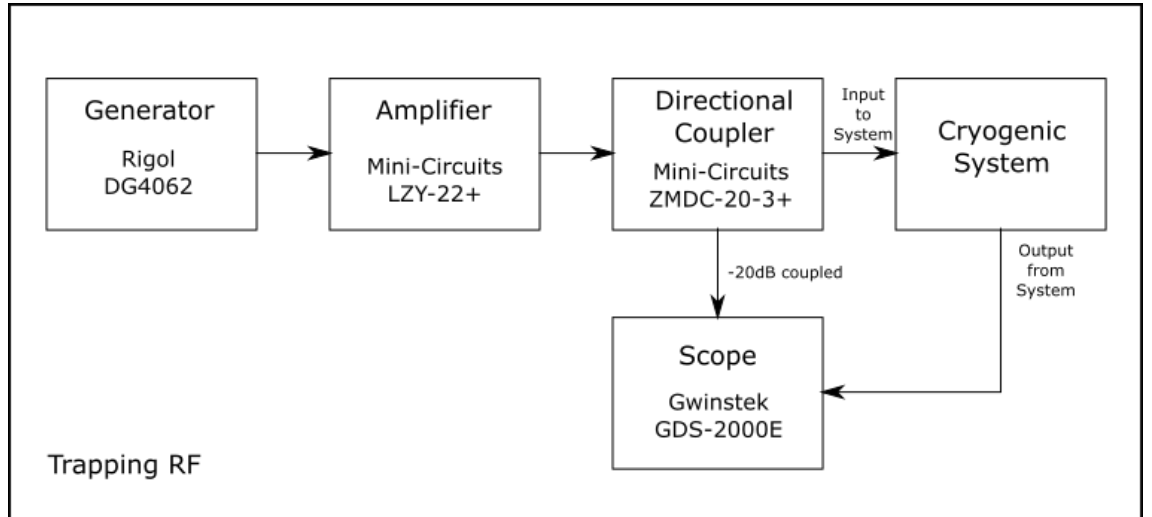 Generator
Rigol
DG4062
Amplifier
Mini-Circuits
LZY-22+
Directional
Coupler
Mini-Circuits
ZMDC-20-3+
Input
to
System
Cryogenic
System
-20dB coupled
Output
from
System
Scope
Gwinstek
GDS-2000E
Trapping RF